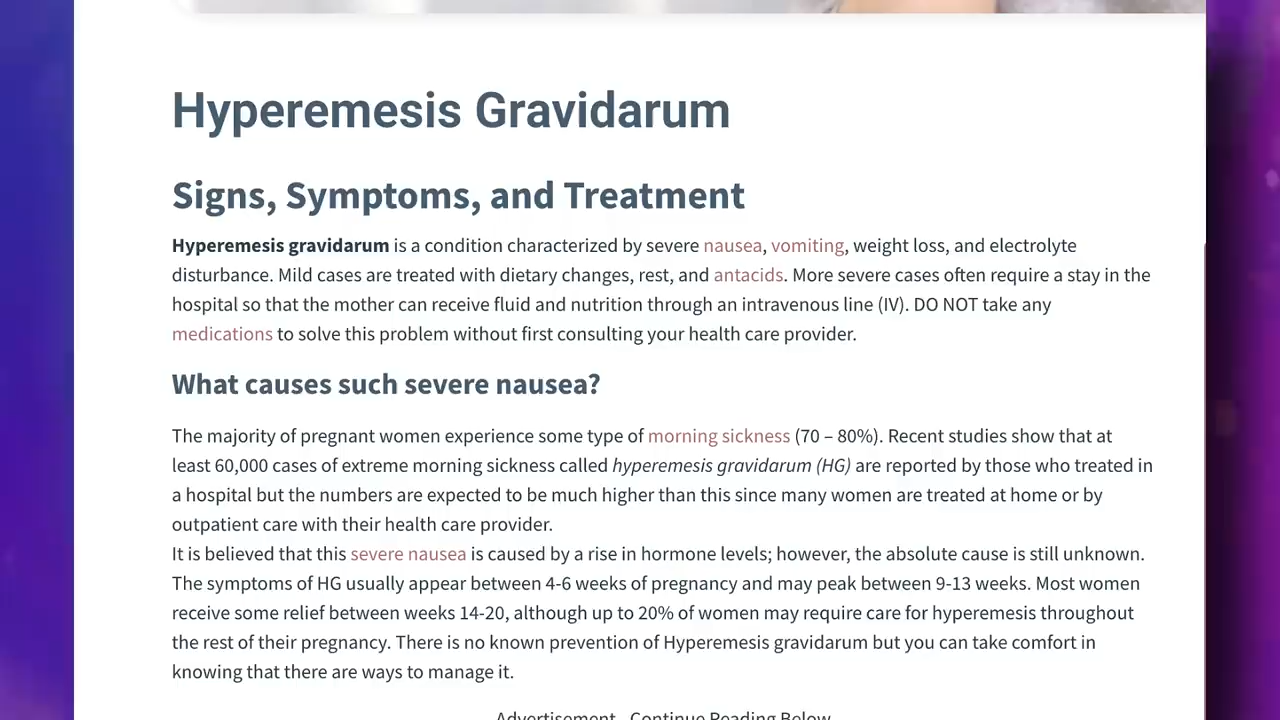 Hyperemesis Gravidarum
Signs, Symptoms, and Treatment
Hyperemesis gravidarum is a condition characterized by severe nausea, vomiting, weight loss, and electrolyte
disturbance. Mild cases are treated with dietary changes, rest, and antacids. More severe cases often require a stay in the
hospital so that the mother can receive fluid and nutrition through an intravenous line (IV). DO NOT take any
medications to solve this problem without first consulting your health care provider.
What causes such severe nausea?
The majority of pregnant women experience some type of morning sickness (70 – 80%). Recent studies show that at
least 60,000 cases of extreme morning sickness called hyperemesis gravidarum (HG) are reported by those who treated in
a hospital but the numbers are expected to be much higher than this since many women are treated at home or by
outpatient care with their health care provider.
It is believed that this severe nausea is caused by a rise in hormone levels; however, the absolute cause is still unknown.
The symptoms of HG usually appear between 4-6 weeks of pregnancy and may peak between 9-13 weeks. Most women
receive some relief between weeks 14-20, although up to 20% of women may require care for hyperemesis throughout
the rest of their pregnancy. There is no known prevention of Hyperemesis gravidarum but you can take comfort in
knowing that there are ways to manage it.
Advertisement - Continue Reading Below